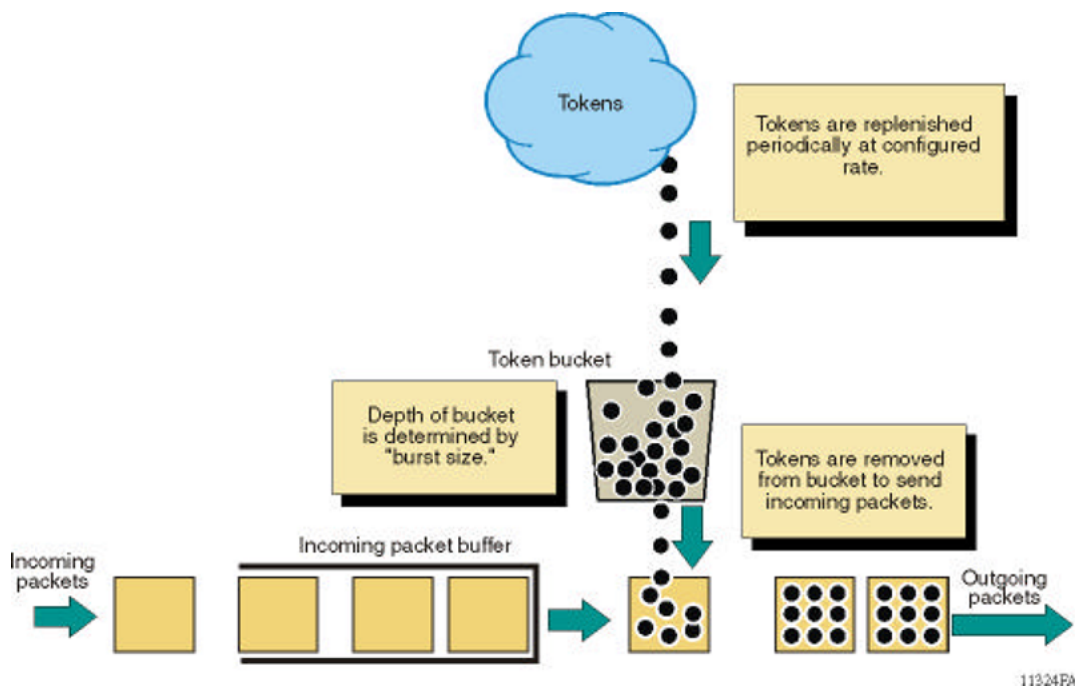 Tokens
Tokens are replenished
periodically at configured
rate.
Token bucket
Depth of bucket
is determined by
"burst size."
Tokens are removed
from bucket to send
incoming packets.
Incoming packet buffer
Incoming
packets
Outgoing
packets
11324PA